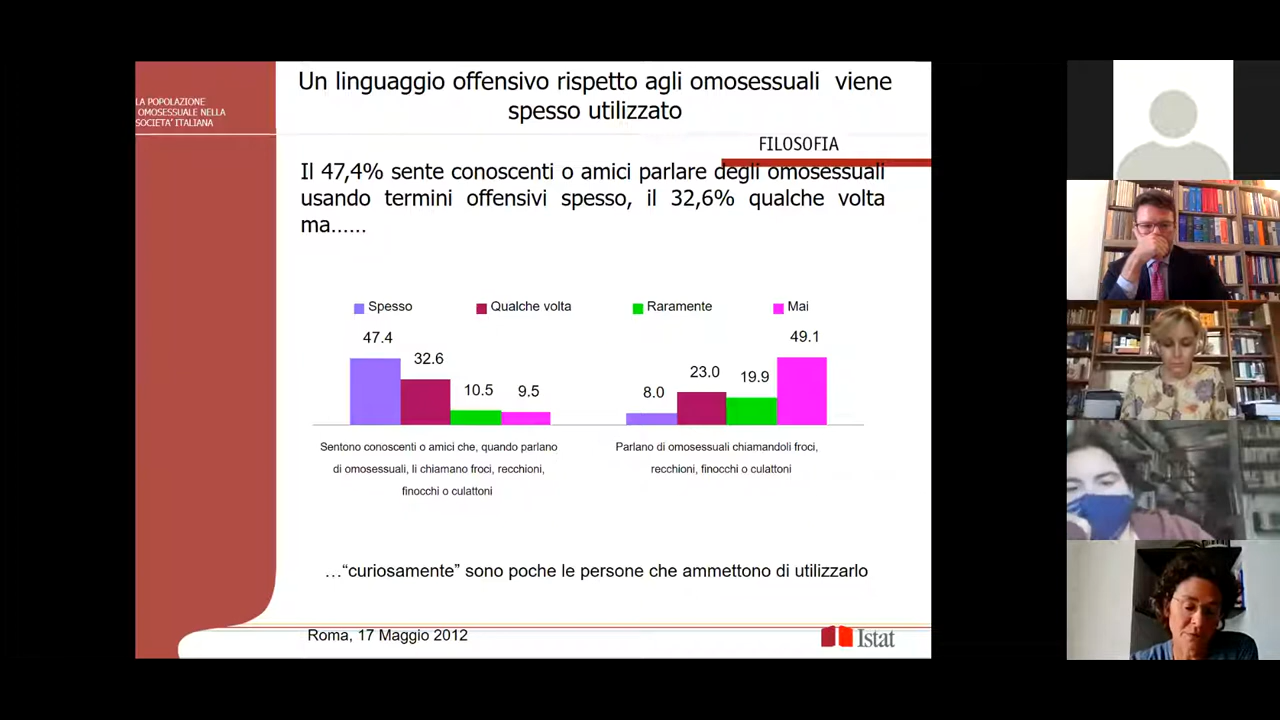 LA POPOLAZIONE
OMOSESSUALE NELLA
SOCIETA' ITALIANA
Un linguaggio offensivo rispetto agli omosessuali viene
spesso utilizzato
FILOSOFIA
Il 47,4% sente conoscenti o amici parlare degli omosessuali
usando termini offensivi spesso, il 32,6% qualche volta
ma......
Spesso
Qualche volta
Raramente
Mai
47.4
32.6
10.5
9.5
8.0
23.0
19.9
49.1
Sentono conoscenti o amici che, quando parlano
di omosessuali, li chiamano froci, recchioni,
finocchi o culattoni
Parlano di omosessuali chiamandoli froci,
recchioni, finocchi o culattoni
…“curiosamente” sono poche le persone che ammettono di utilizzarlo
Roma, 17 Maggio 2012
Istat